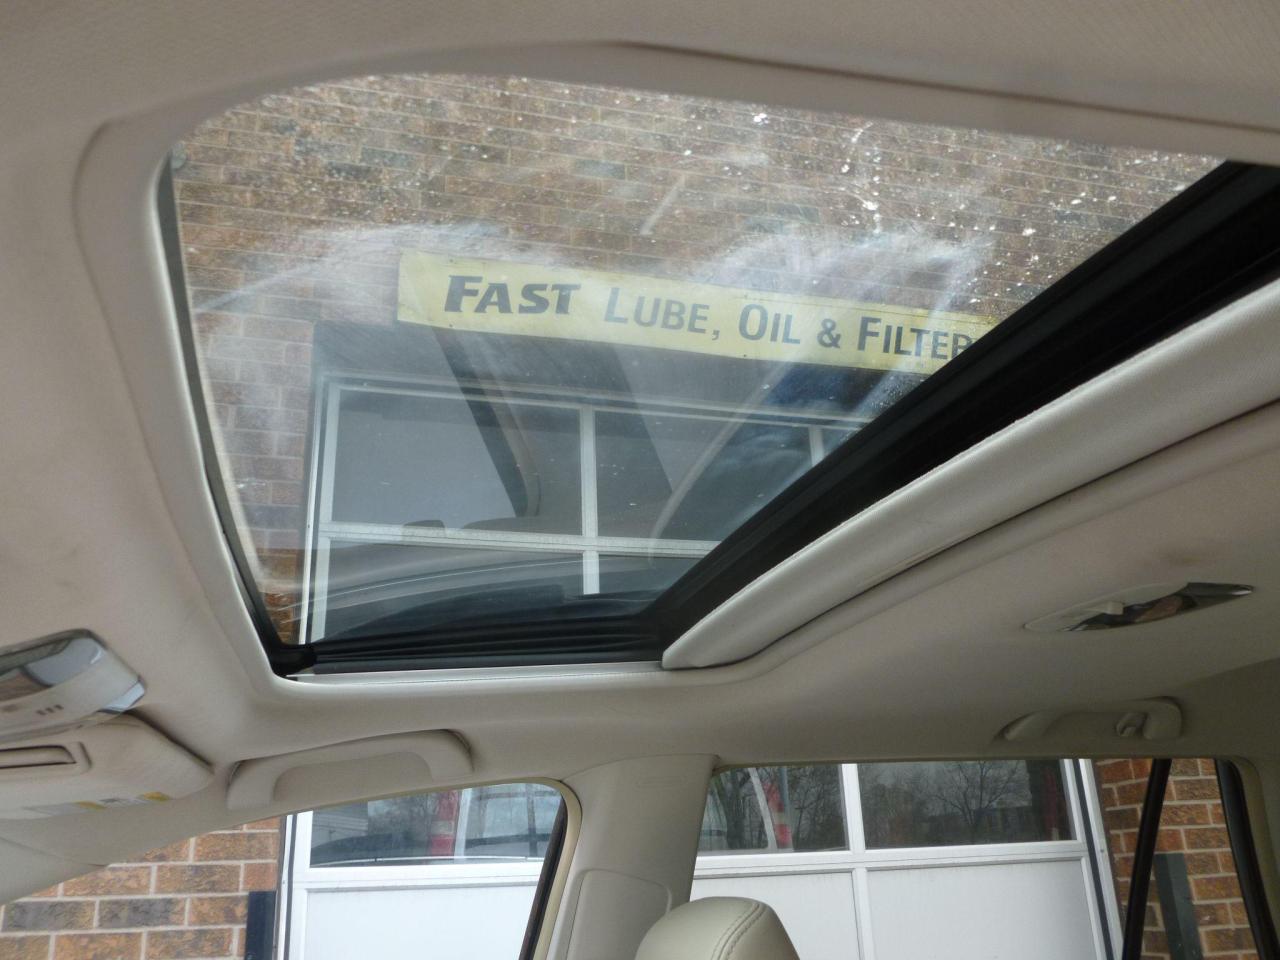 FAST LUBE, OIL & FILTER